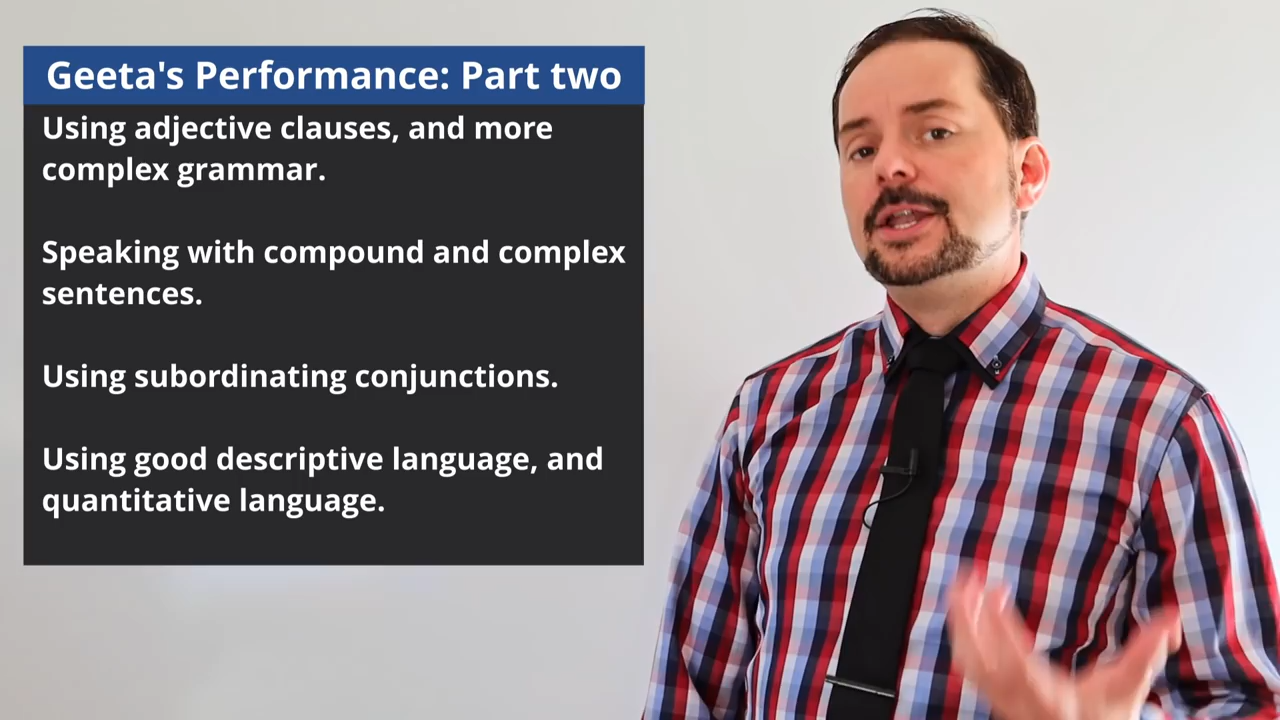 Geeta's Performance: Part two
Using adjective clauses, and more
complex grammar.
Speaking with compound and complex
sentences.
Using subordinating conjunctions.
Using good descriptive language, and
quantitative language.